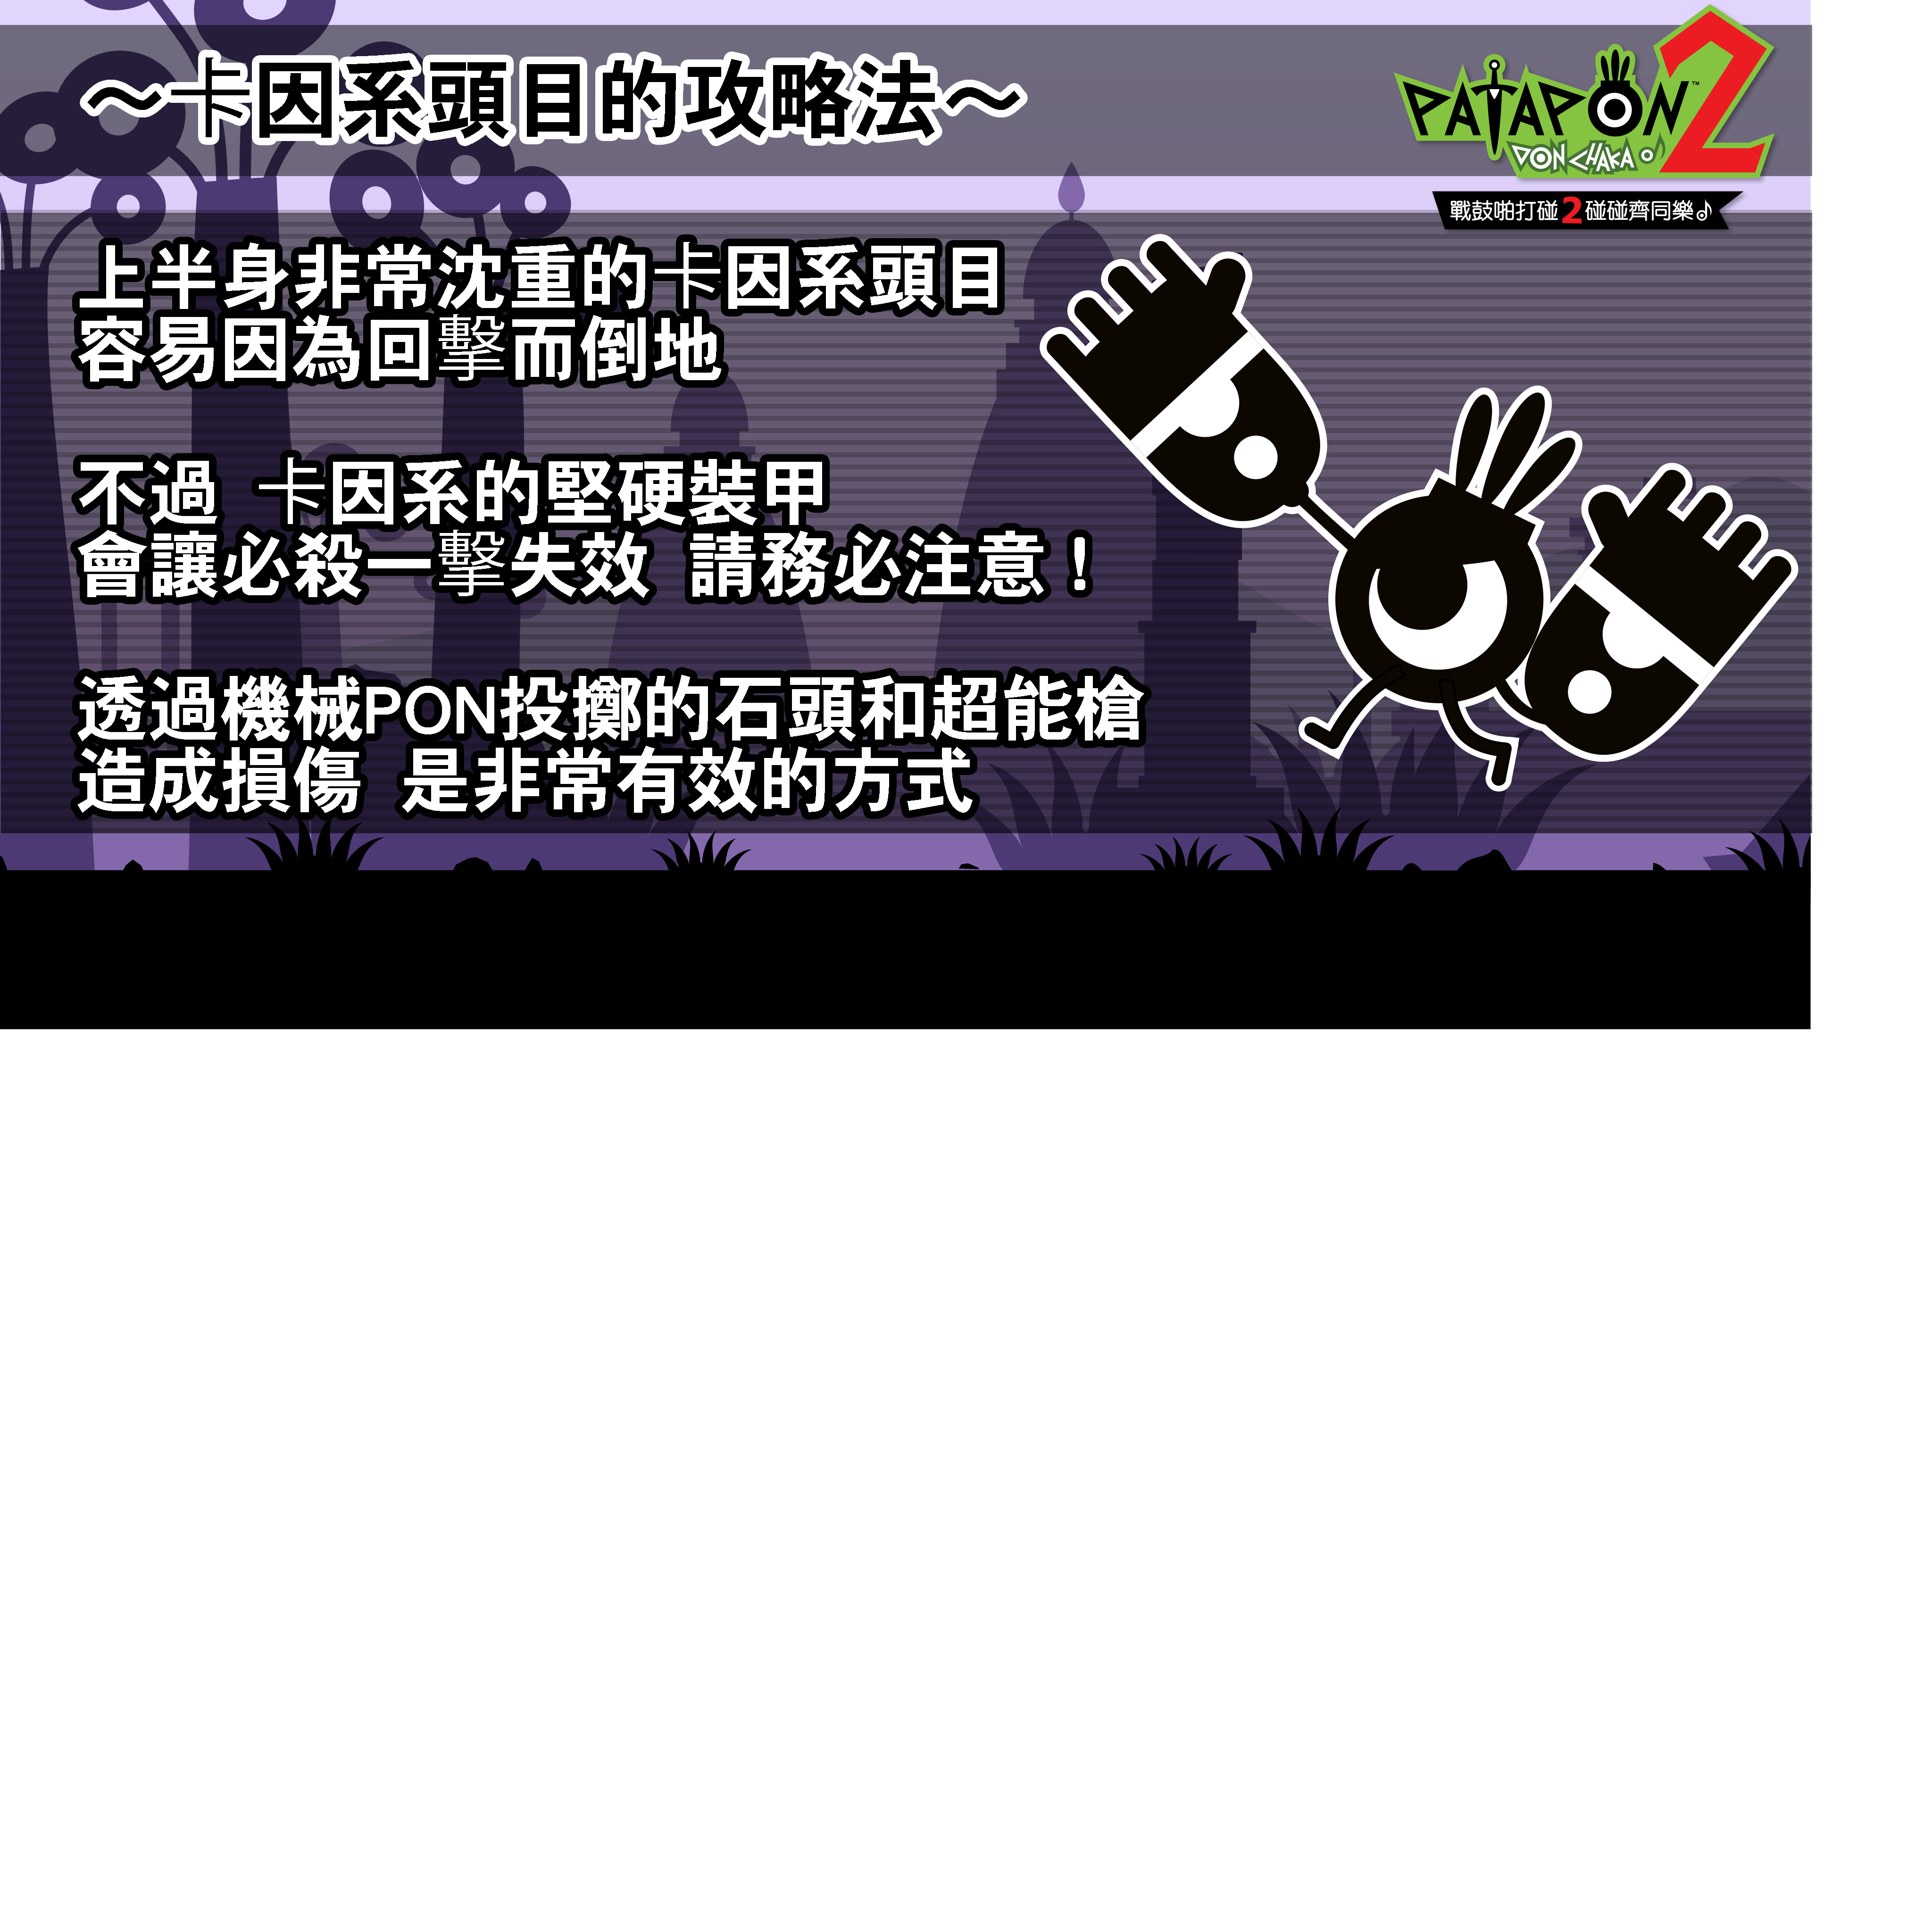 ～卡因系頭目的攻略法～
PATAPON2™
DON CHAKA♪
戰鼓啪打碰2碰碰齊同樂♪
上半身非常沈重的卡因系頭目
容易因為回擊而倒地
不過 卡因系的堅硬裝甲
會讓必殺一擊失效 請務必注意！
透過機械PON投擲的石頭和超能槍
造成損傷 是非常有效的方式